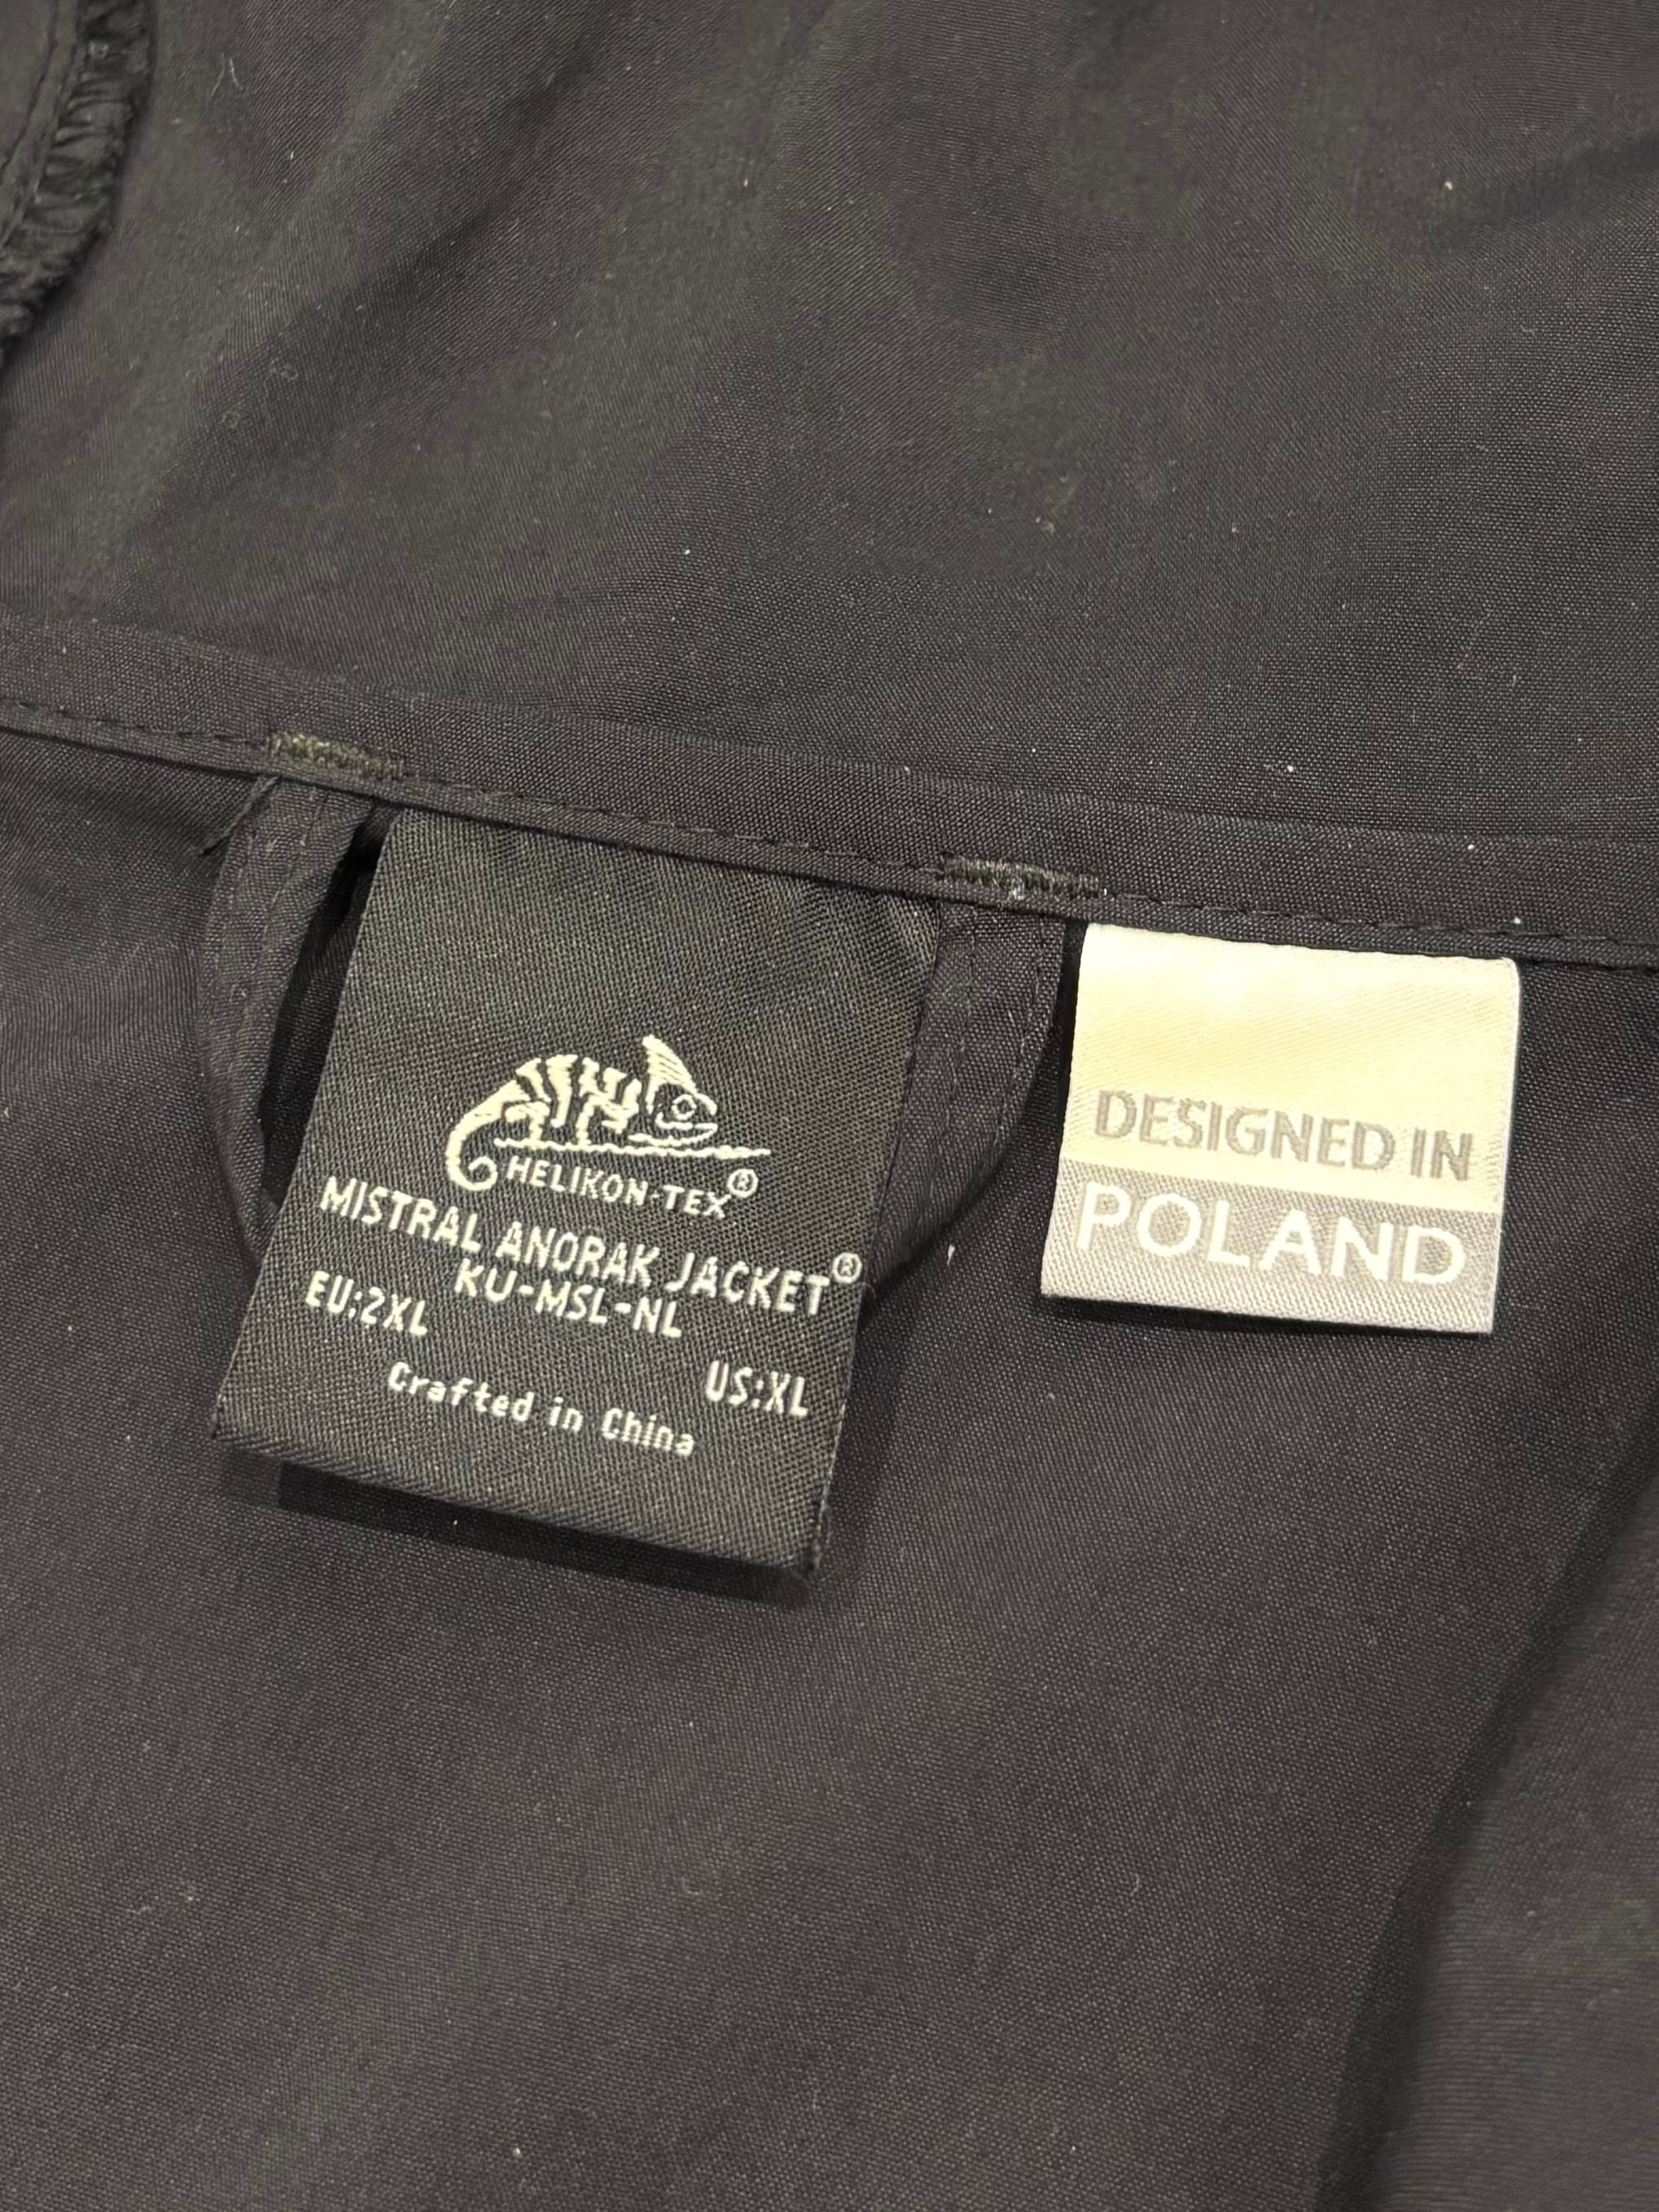 HELIKON-TEX®
MISTRAL ANORAK JACKET®
KU-MSL-NL
EU:2XL
US:XL
Crafted in China
DESIGNED IN
POLAND